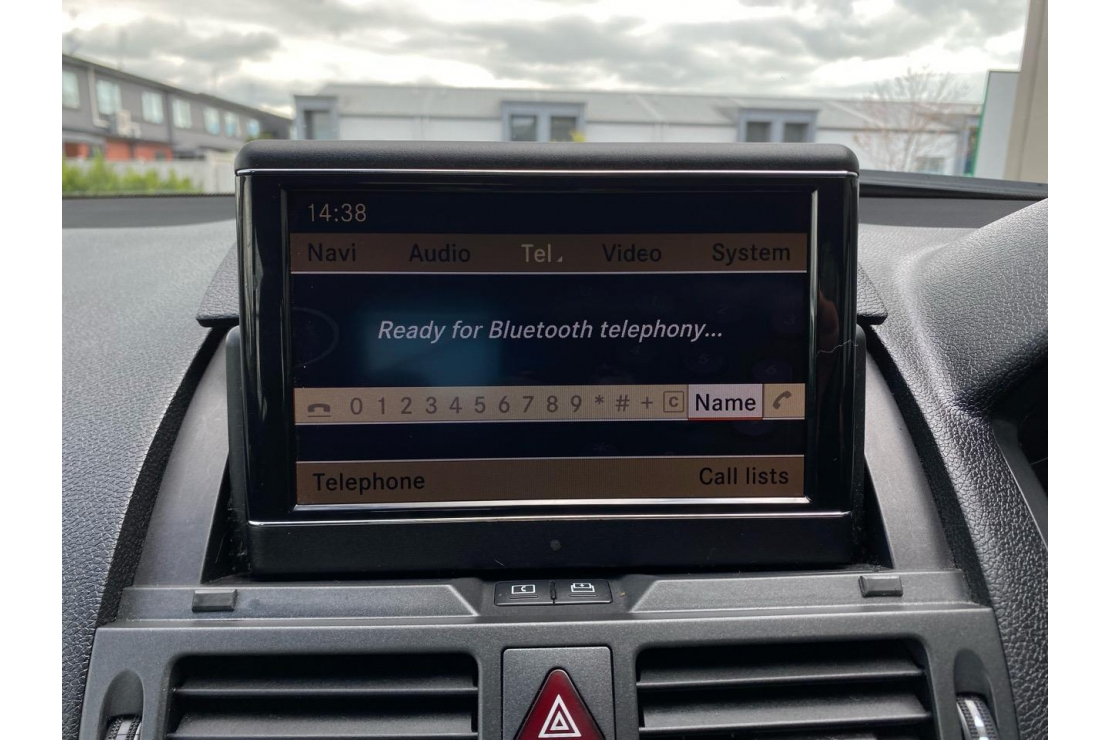 14:38
Navi Audio Tel Video System
Ready for Bluetooth telephony...
0 1 2 3 4 5 6 7 8 9 * # + C Name
Telephone Call lists